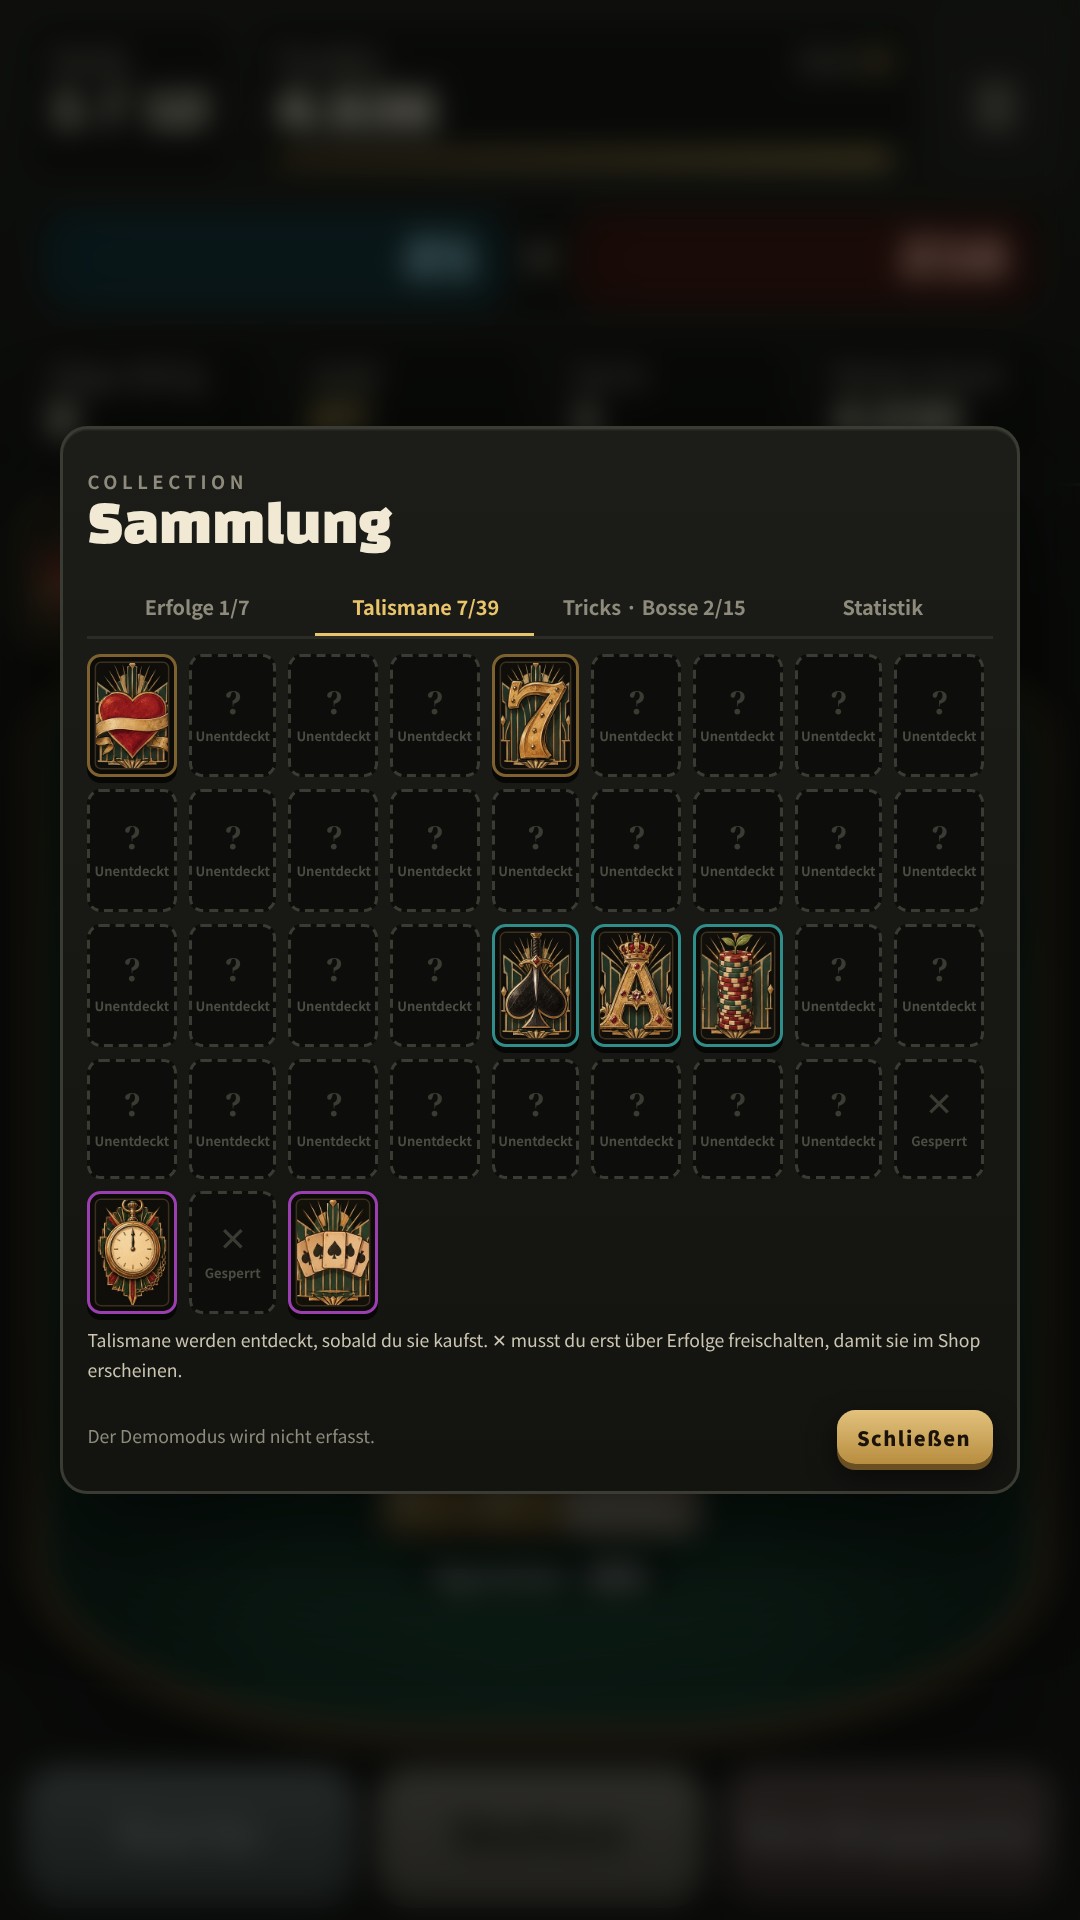 COLLECTION
Sammlung
Erfolge 1/7 Talismane 7/39 Tricks · Bosse 2/15 Statistik
? ? ? 7 ? ? ? ?
Unentdeckt Unentdeckt Unentdeckt Unentdeckt Unentdeckt Unentdeckt Unentdeckt
? ? ? ? ? ? ? ? ?
Unentdeckt Unentdeckt Unentdeckt Unentdeckt Unentdeckt Unentdeckt Unentdeckt Unentdeckt Unentdeckt
? ? ? ? A ? ?
Unentdeckt Unentdeckt Unentdeckt Unentdeckt Unentdeckt Unentdeckt
? ? ? ? ? ? ? ? ✕
Unentdeckt Unentdeckt Unentdeckt Unentdeckt Unentdeckt Unentdeckt Unentdeckt Unentdeckt Gesperrt
✕
Gesperrt
Talismane werden entdeckt, sobald du sie kaufst. ✕ musst du erst über Erfolge freischalten, damit sie im Shop
erscheinen.
Der Demomodus wird nicht erfasst. Schließen